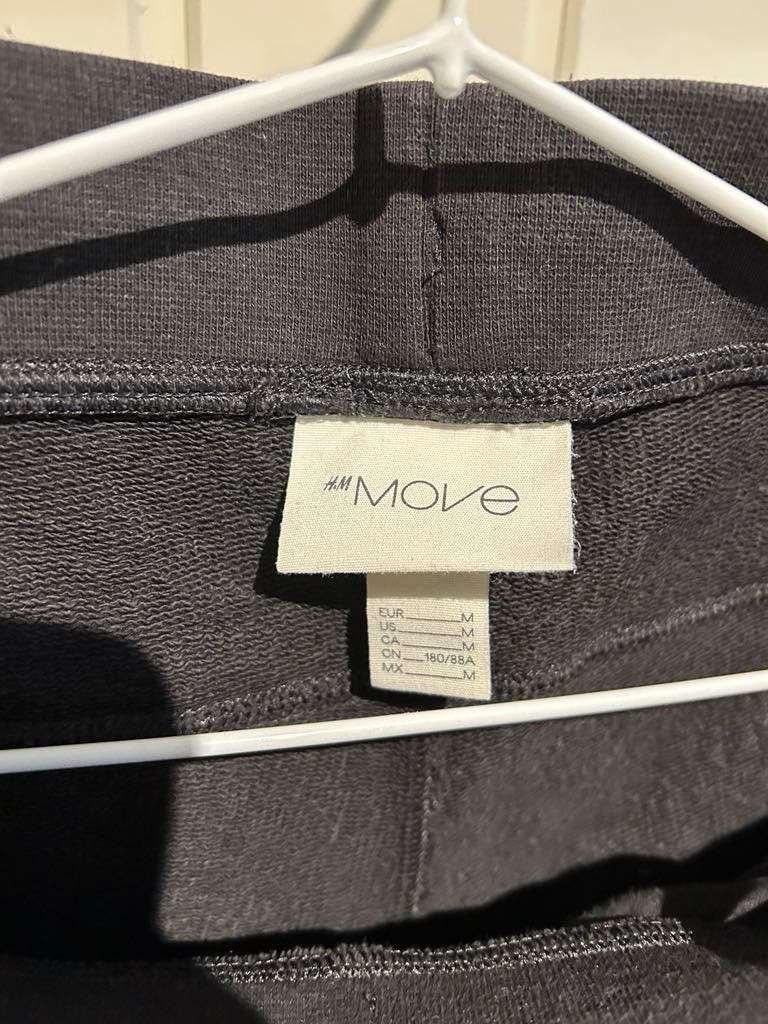 H&M MOVE
EUR M
US M
CA M
CN 180/88A
MX M